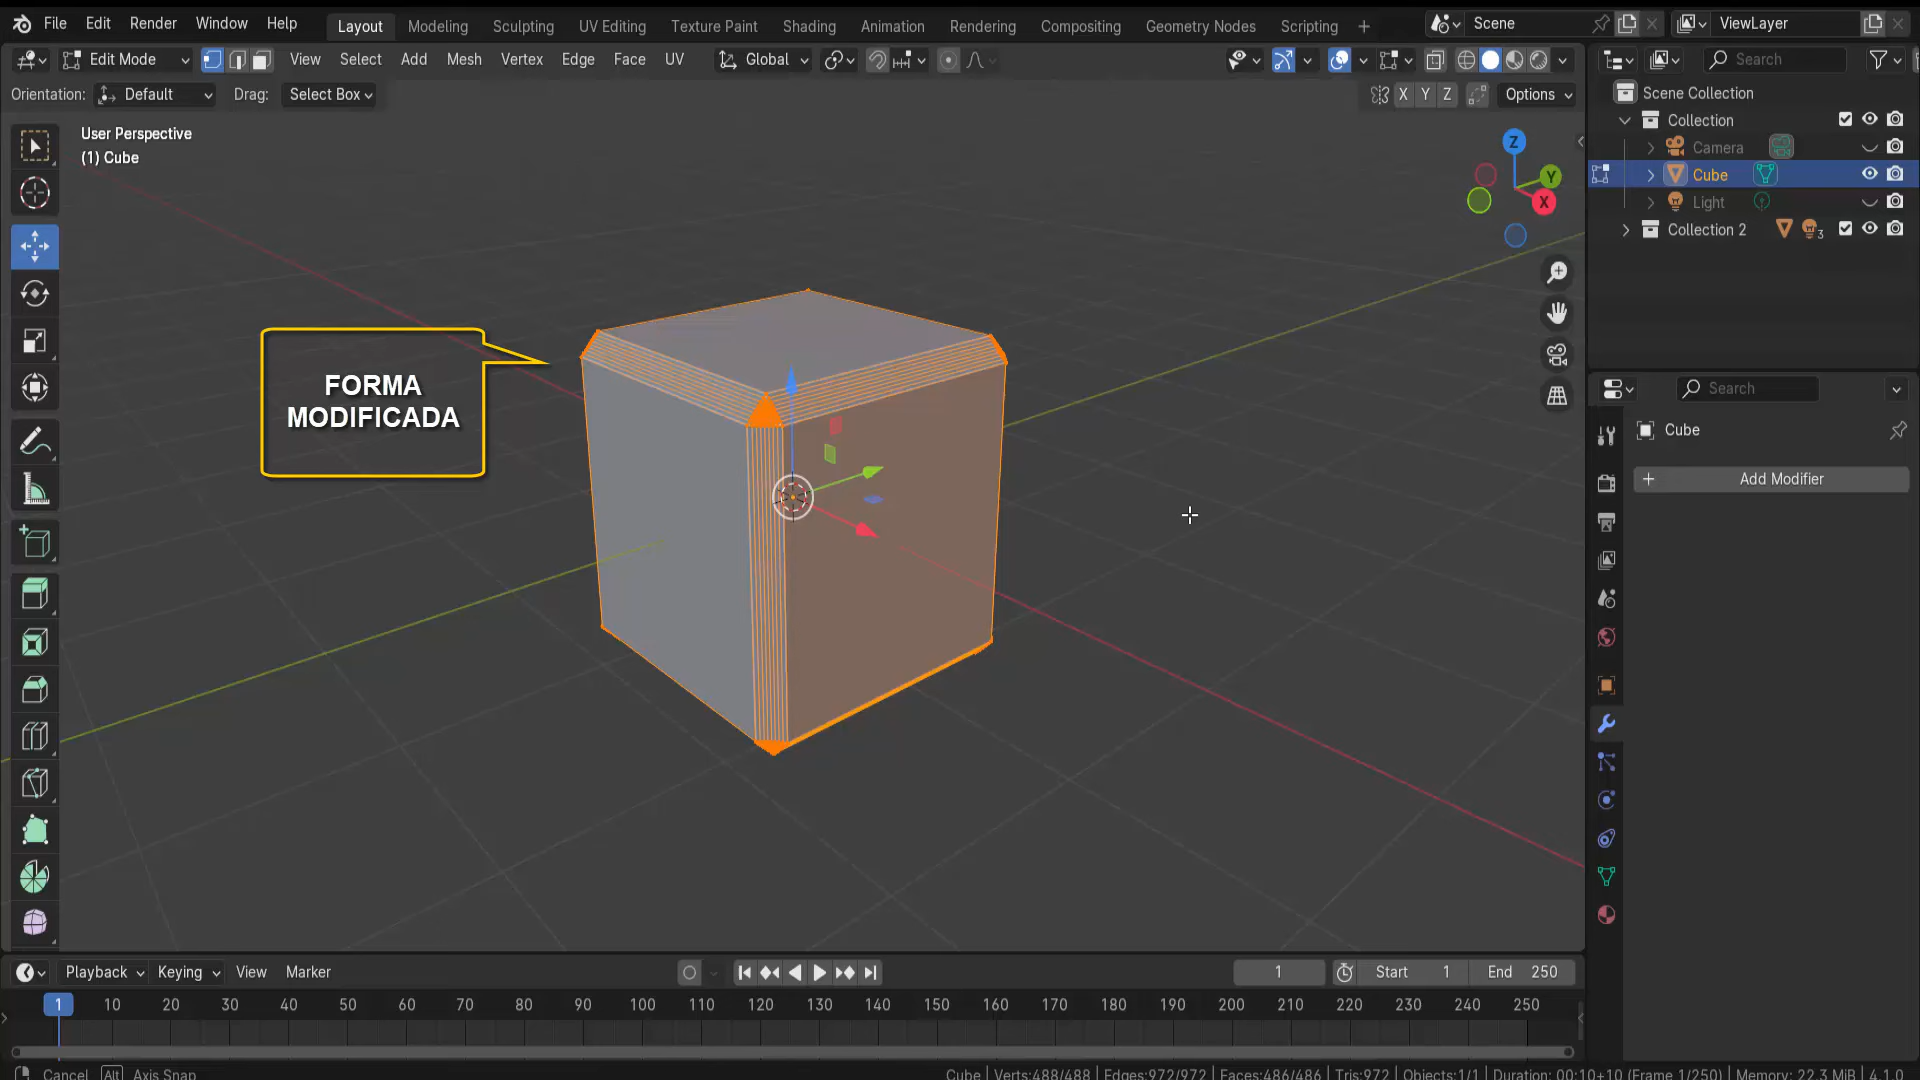 File Edit Render Window Help Layout Modeling Sculpting UV Editing Texture Paint Shading Animation Rendering Compositing Geometry Nodes Scripting + Scene ViewLayer
Edit Mode View Select Add Mesh Vertex Edge Face UV Global Search
Orientation: Default Drag: Select Box X Y Z Options
Scene Collection
Collection
Camera
Cube
Light
Collection 2 3
User Perspective
(1) Cube
Z
Y
X
FORMA
MODIFICADA
Search
Cube
+ Add Modifier
Playback Keying View Marker 1 Start 1 End 250
1 10 20 30 40 50 60 70 80 90 100 110 120 130 140 150 160 170 180 190 200 210 220 230 240 250
Cancel Alt Axis Snap Cube | Verts:488/488 | Edges:972/972 | Faces:486/486 | Tris:972 | Objects:1/1 | Duration: 00:10+10 (Frame 1/250) | Memory: 22.3 MiB | 4.1.0